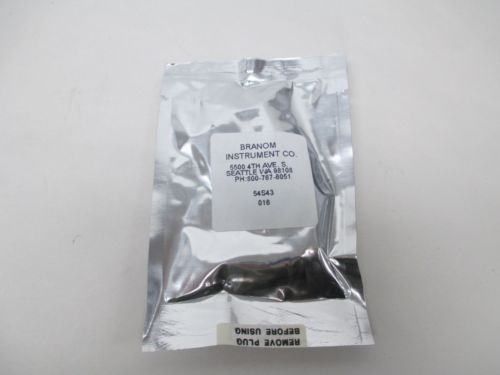 BRANOM
INSTRUMENT CO.
5500 4TH AVE. S.
SEATTLE WA 98108
PH:800-767-6051
54S43
016
REMOVE PLUG
BEFORE USING